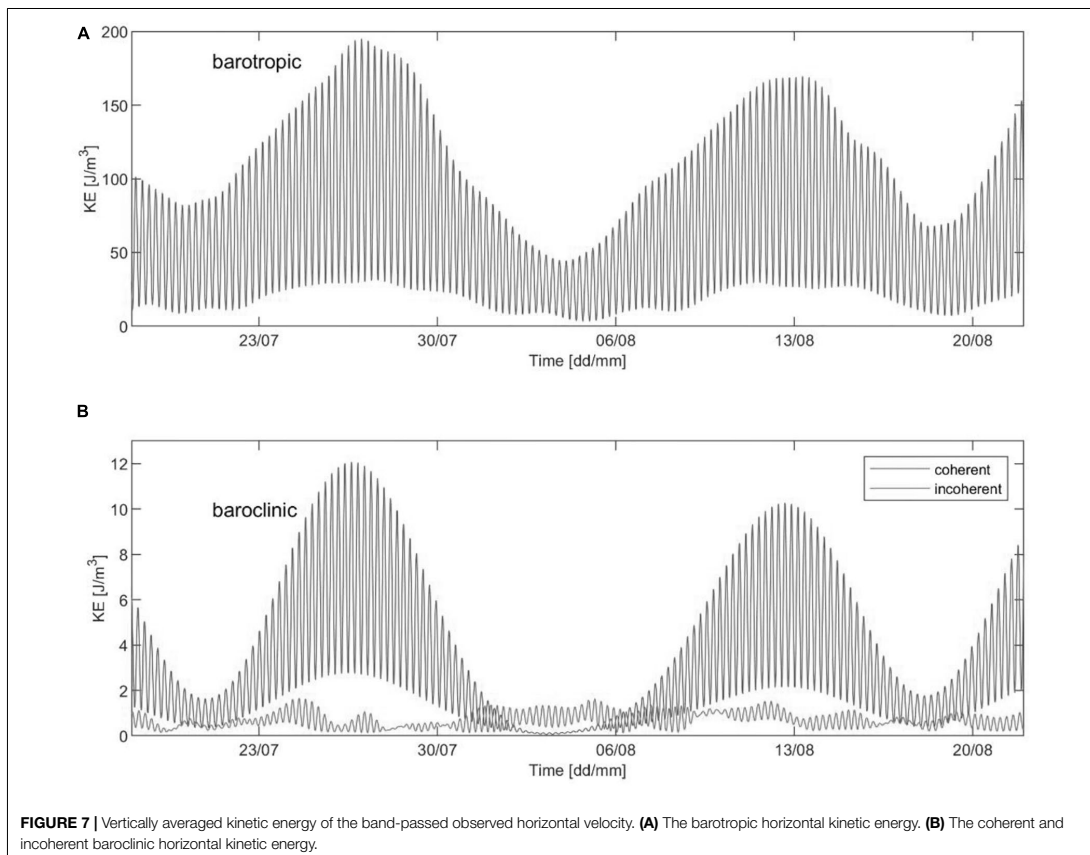 A
barotropic
KE [J/m³]
200
150
100
50
0
23/07 30/07 06/08 13/08 20/08
Time [dd/mm]
B
baroclinic
coherent
incoherent
KE [J/m³]
12
10
8
6
4
2
0
23/07 30/07 06/08 13/08 20/08
Time [dd/mm]
FIGURE 7 | Vertically averaged kinetic energy of the band-passed observed horizontal velocity. (A) The barotropic horizontal kinetic energy. (B) The coherent and
incoherent baroclinic horizontal kinetic energy.